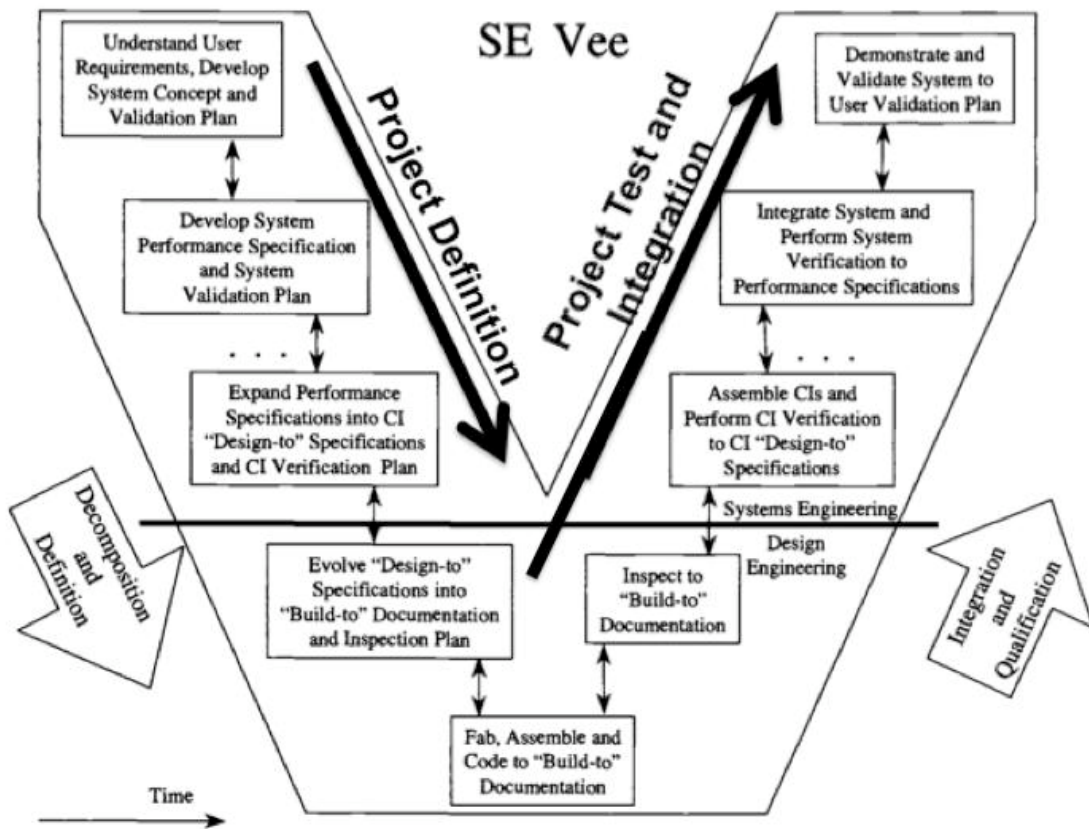 SE Vee
Understand User
Requirements, Develop
System Concept and
Validation Plan
Project Definition
Project Test and
Integration
Demonstrate and
Validate System to
User Validation Plan
Develop System
Performance Specification
and System
Validation Plan
Integrate System and
Perform System
Verification to
Performance Specifications
. . .
. . .
Expand Performance
Specifications into CI
“Design-to” Specifications
and CI Verification Plan
Assemble CIs and
Perform CI Verification
to CI “Design-to”
Specifications
Decomposition
and
Definition
Systems Engineering
Design
Engineering
Evolve “Design-to”
Specifications into
“Build-to” Documentation
and Inspection Plan
Inspect to
“Build-to”
Documentation
Integration
and
Qualification
Fab, Assemble and
Code to “Build-to”
Documentation
Time